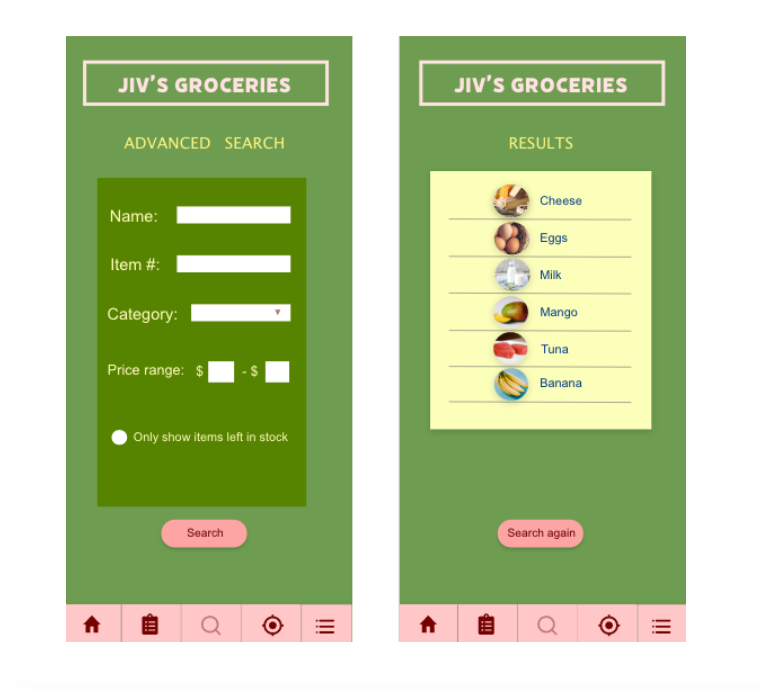 JIV'S GROCERIES
ADVANCED SEARCH
Name:
Item #:
Category:
Price range: $ - $
Only show items left in stock
Search
JIV'S GROCERIES
RESULTS
Cheese
Eggs
Milk
Mango
Tuna
Banana
Search again